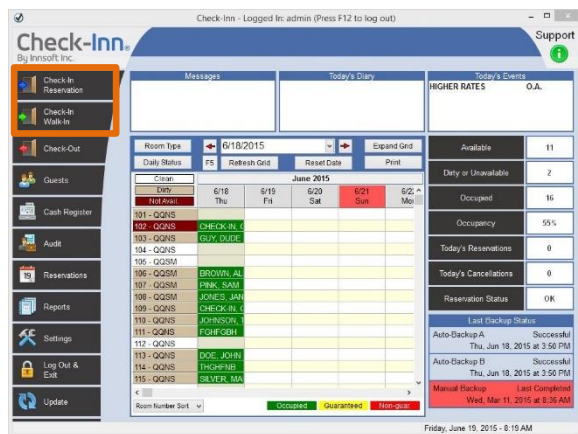 Check-Inn - Logged In: admin (Press F12 to log out)
Check-Inn®
By Innsoft Inc.
Support
Check-In
Reservation
Check-In
Walk-In
Check-Out
Guests
Cash Register
Audit
19
Reservations
Reports
Settings
Log Out &
Exit
Update
Messages
Today's Diary
Today's Events
HIGHER RATES O.A.
Room Type
6/18/2015
Expand Grid
Daily Status
F5
Refresh Grid
Reset Date
Print
Clean
June 2015
Dirty
Not Avail.
6/18 6/19 6/20 6/21 6/22
Thu Fri Sat Sun Mon
101 - QQNS
102 - QQNS CHECK-IN, C
103 - QQNS GUY, DUDE
104 - QQNS
105 - QQSM
106 - QQSM BROWN, AL
107 - QQSM PINK, SAM
108 - QQSM JONES, JAN
109 - QQNS CHECK-IN, C
110 - QQNS JOHNSON, T
111 - QQNS FGHFGBH
112 - QQNS
113 - QQNS DOE, JOHN
114 - QQNS THGHFNB
115 - QQNS SILVER, MA
Room Number Sort
Occupied Guaranteed Non-guar.
Available 11
Dirty or Unavailable 2
Occupied 16
Occupancy 55%
Today's Reservations 0
Today's Cancellations 0
Reservation Status OK
Last Backup Status
Auto-Backup A Successful
Thu, Jun 18, 2015 at 3:50 PM
Auto-Backup B Successful
Thu, Jun 18, 2015 at 3:50 PM
Manual Backup Last Completed
Wed, Mar 11, 2015 at 8:36 AM
Friday, June 19, 2015 - 8:19 AM